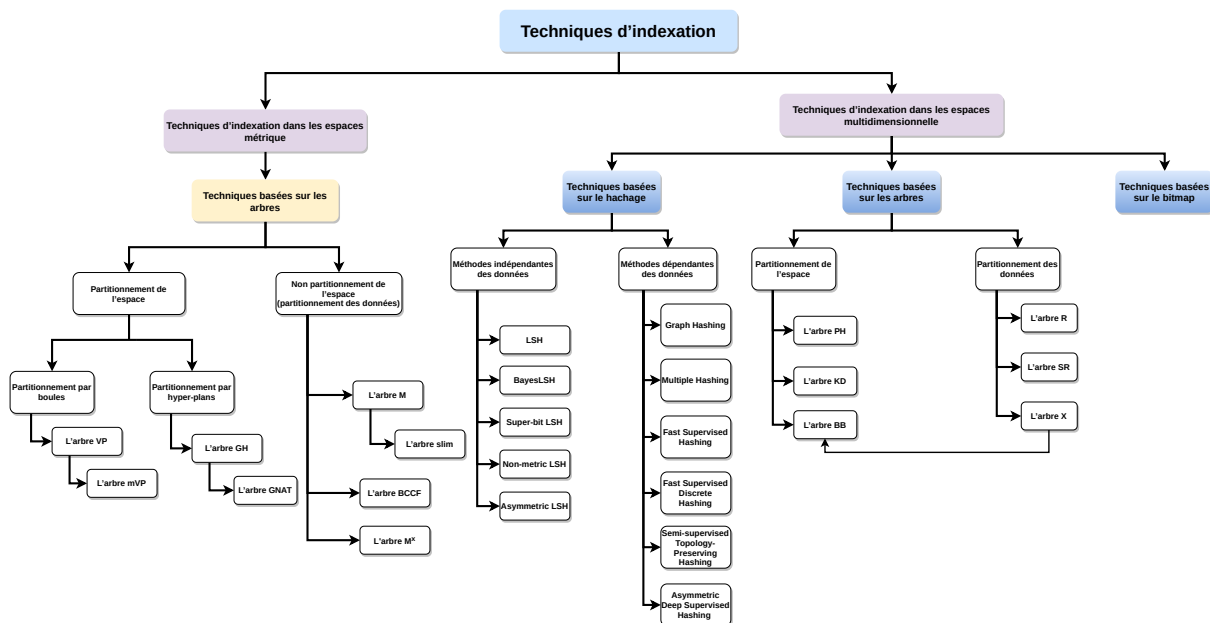 Techniques d'indexation
Techniques d'indexation dans les espaces
métrique
Techniques d'indexation dans les espaces
multidimensionnelle
Techniques basées sur les
arbres
Techniques basées
sur le hachage
Techniques basées
sur les arbres
Techniques basées
sur le bitmap
Partitionnement de
l'espace
Non partitionnement de
l'espace
(partitionnement des données)
Méthodes indépendantes
des données
Méthodes dépendantes
des données
Partitionnement de
l'espace
Partitionnement des
données
Partitionnement par
boules
Partitionnement par
hyper-plans
L'arbre VP
L'arbre mVP
L'arbre GH
L'arbre GNAT
L'arbre M
L'arbre slim
L'arbre BCCF
L'arbre Mˣ
LSH
BayesLSH
Super-bit LSH
Non-metric LSH
Asymmetric LSH
Graph Hashing
Multiple Hashing
Fast Supervised
Hashing
Fast Supervised
Discrete
Hashing
Semi-supervised
Topology-
Preserving
Hashing
Asymmetric
Deep Supervised
Hashing
L'arbre PH
L'arbre KD
L'arbre BB
L'arbre R
L'arbre SR
L'arbre X